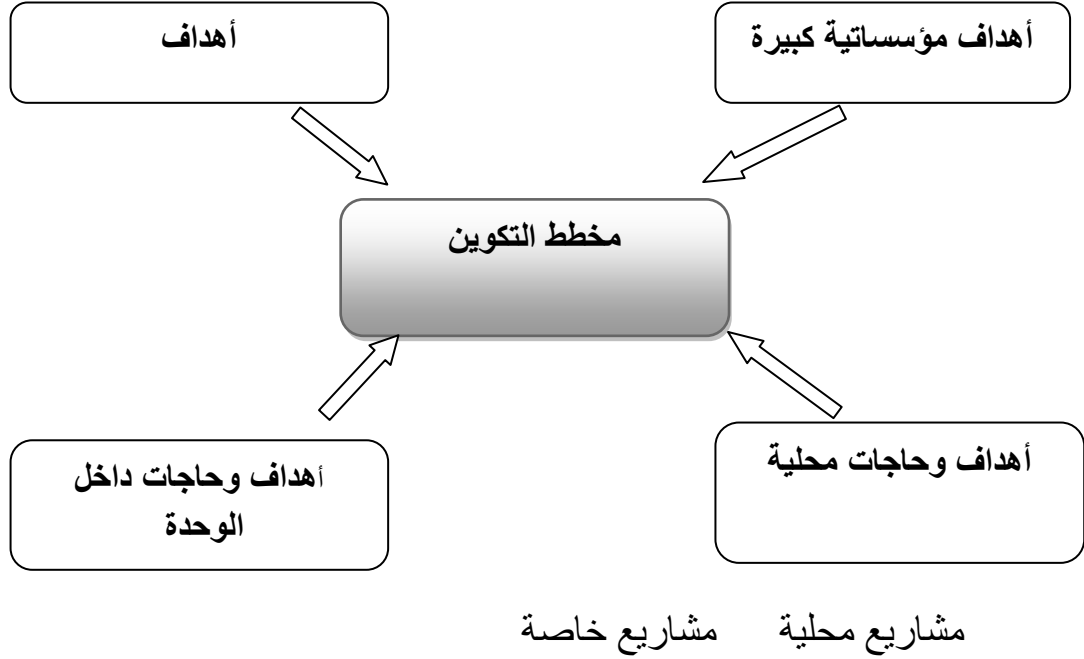 أهداف مؤسساتية كبيرة
أهداف
مخطط التكوين
أهداف وحاجات محلية
أهداف وحاجات داخل
الوحدة
مشاريع محلية مشاريع خاصة